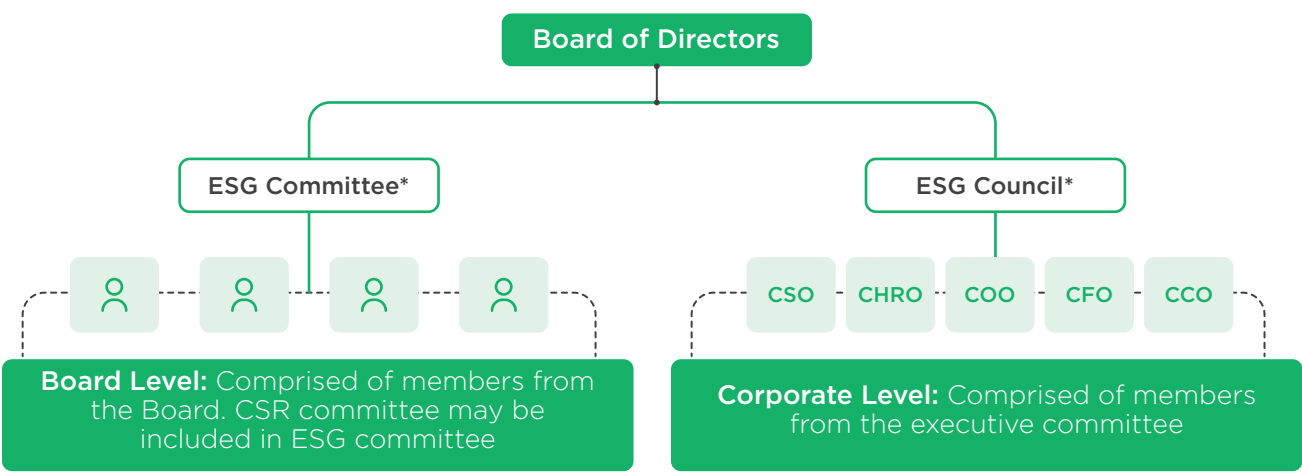 Board of Directors
ESG Committee*
ESG Council*
CSO
CHRO
COO
CFO
CCO
Board Level: Comprised of members from
the Board. CSR committee may be
included in ESG committee
Corporate Level: Comprised of members
from the executive committee